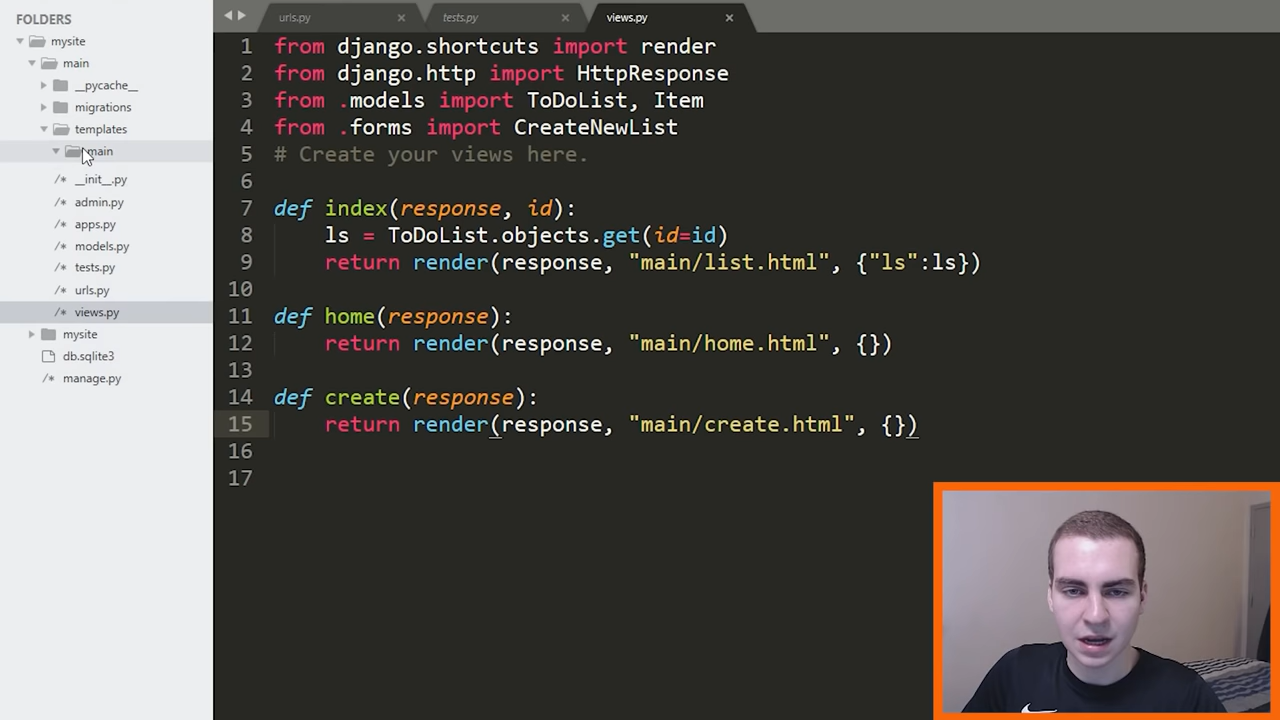 FOLDERS
mysite
main
__pycache__
migrations
templates
main
__init__.py
admin.py
apps.py
models.py
tests.py
urls.py
views.py
mysite
db.sqlite3
manage.py
urls.py
tests.py
views.py
1 from django.shortcuts import render
2 from django.http import HttpResponse
3 from .models import ToDoList, Item
4 from .forms import CreateNewList
5 # Create your views here.
6
7 def index(response, id):
8 ls = ToDoList.objects.get(id=id)
9 return render(response, "main/list.html", {"ls":ls})
10
11 def home(response):
12 return render(response, "main/home.html", {})
13
14 def create(response):
15 return render(response, "main/create.html", {})
16
17